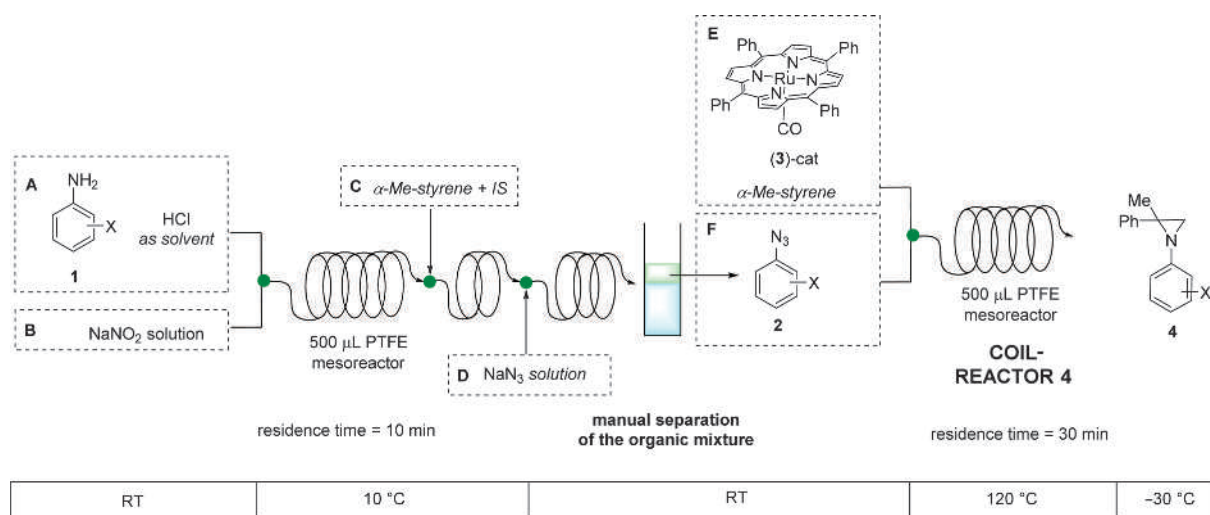 E
Ph
Ph
N
N
Ru
N
N
Ph
Ph
CO
(3)-cat
α-Me-styrene
A
NH2
X
HCl
as solvent
1
B
NaNO2 solution
C
α-Me-styrene + IS
500 μL PTFE
mesoreactor
D
NaN3 solution
residence time = 10 min
manual separation
of the organic mixture
F
N3
X
2
500 μL PTFE
mesoreactor
COIL-
REACTOR 4
residence time = 30 min
Me
Ph
N
X
4
RT
10 °C
RT
120 °C
–30 °C